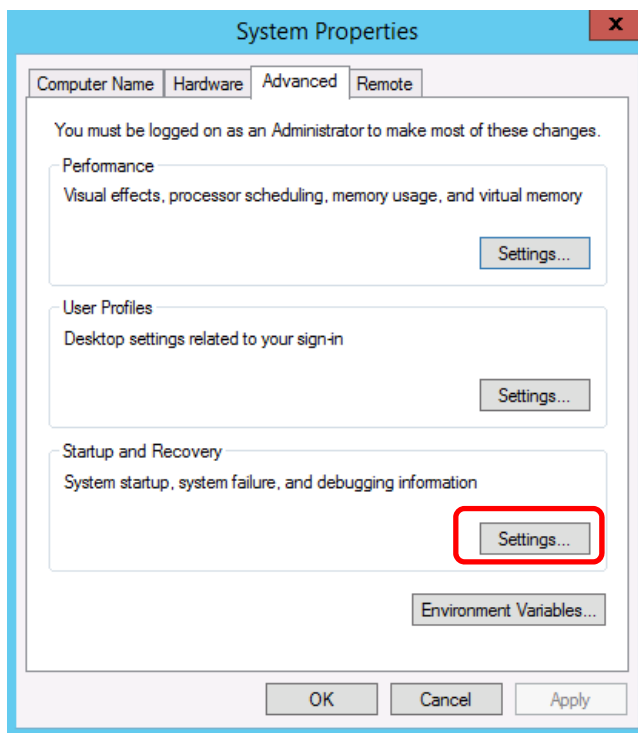 System Properties
x
Computer Name Hardware Advanced Remote
You must be logged on as an Administrator to make most of these changes.
Performance
Visual effects, processor scheduling, memory usage, and virtual memory
Settings...
User Profiles
Desktop settings related to your sign-in
Settings...
Startup and Recovery
System startup, system failure, and debugging information
Settings...
Environment Variables...
OK Cancel Apply